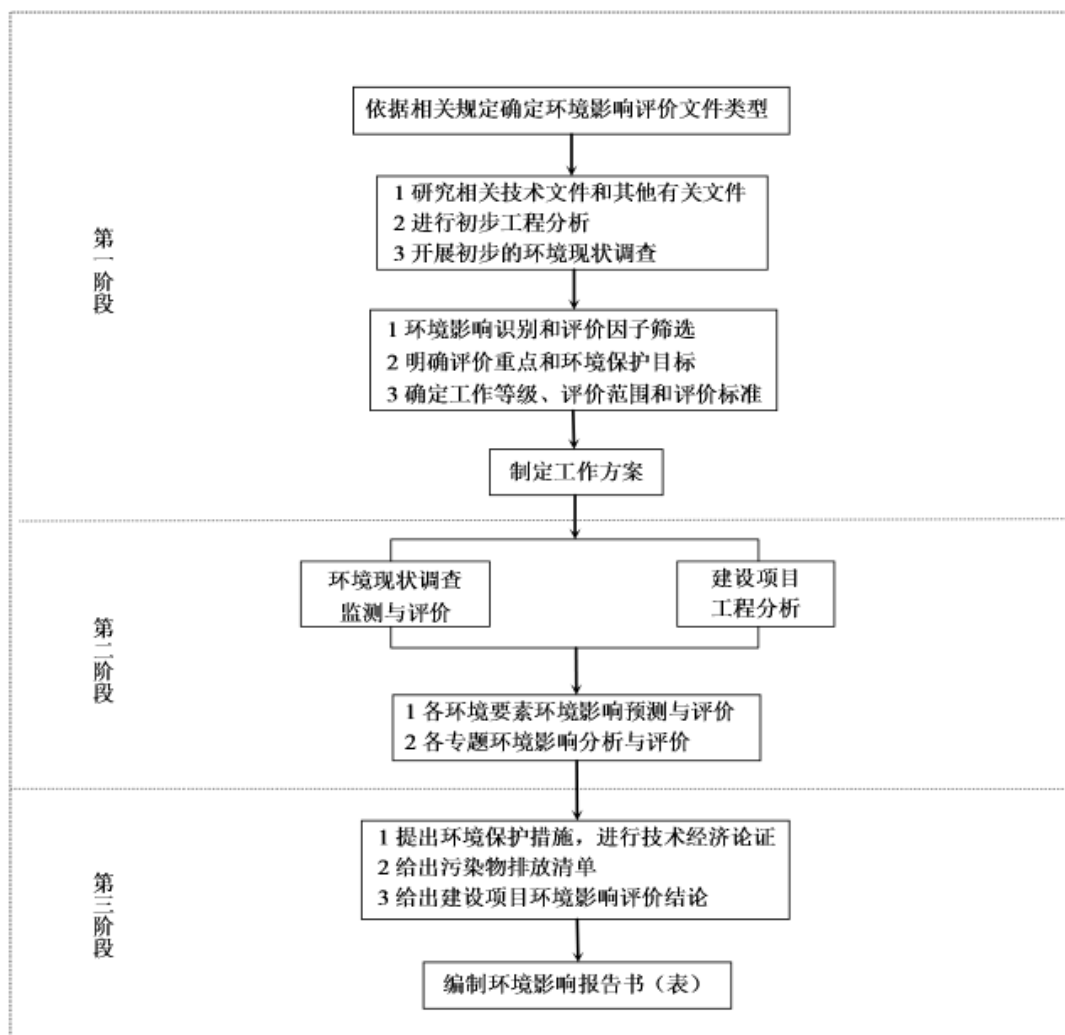 依据相关规定确定环境影响评价文件类型
1 研究相关技术文件和其他有关文件
2 进行初步工程分析
3 开展初步的环境现状调查
第一阶段
1 环境影响识别和评价因子筛选
2 明确评价重点和环境保护目标
3 确定工作等级、评价范围和评价标准
制定工作方案
环境现状调查
监测与评价
建设项目
工程分析
第二阶段
1 各环境要素环境影响预测与评价
2 各专题环境影响分析与评价
1 提出环境保护措施，进行技术经济论证
2 给出污染物排放清单
3 给出建设项目环境影响评价结论
第三阶段
编制环境影响报告书（表）